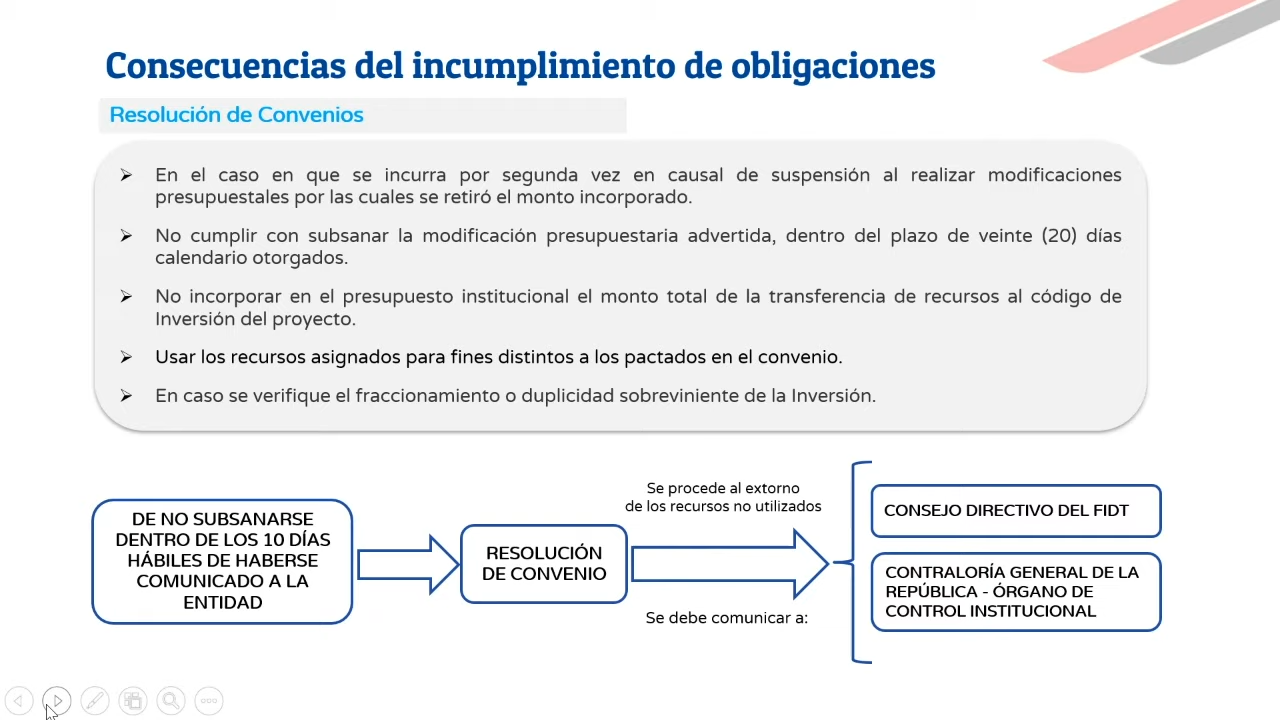 Consecuencias del incumplimiento de obligaciones
Resolución de Convenios
En el caso en que se incurra por segunda vez en causal de suspensión al realizar modificaciones
presupuestales por las cuales se retiró el monto incorporado.
No cumplir con subsanar la modificación presupuestaria advertida, dentro del plazo de veinte (20) días
calendario otorgados.
No incorporar en el presupuesto institucional el monto total de la transferencia de recursos al código de
Inversión del proyecto.
Usar los recursos asignados para fines distintos a los pactados en el convenio.
En caso se verifique el fraccionamiento o duplicidad sobreviniente de la Inversión.
DE NO SUBSANARSE
DENTRO DE LOS 10 DÍAS
HÁBILES DE HABERSE
COMUNICADO A LA
ENTIDAD
RESOLUCIÓN
DE CONVENIO
Se procede al extorno
de los recursos no utilizados
Se debe comunicar a:
CONSEJO DIRECTIVO DEL FIDT
CONTRALORÍA GENERAL DE LA
REPÚBLICA - ÓRGANO DE
CONTROL INSTITUCIONAL